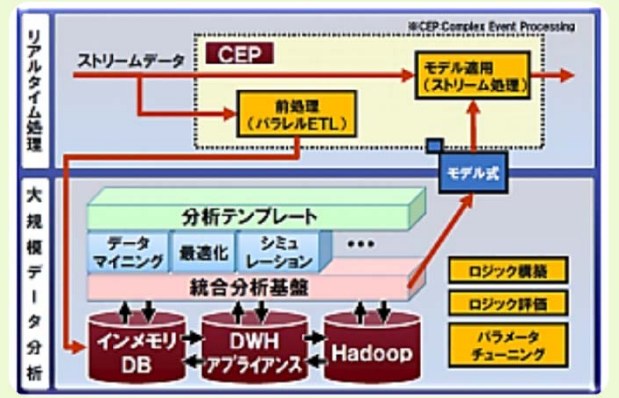 ※CEP:Complex Event Processing
リアルタイム処理
ストリームデータ
CEP
モデル適用
(ストリーム処理)
前処理
(パラレルETL)
モデル式
大規模データ分析
分析テンプレート
データ
マイニング
最適化
シミュ
レーション
•••
統合分析基盤
ロジック構築
ロジック評価
パラメータ
チューニング
インメモリ
DB
DWH
アプライアンス
Hadoop